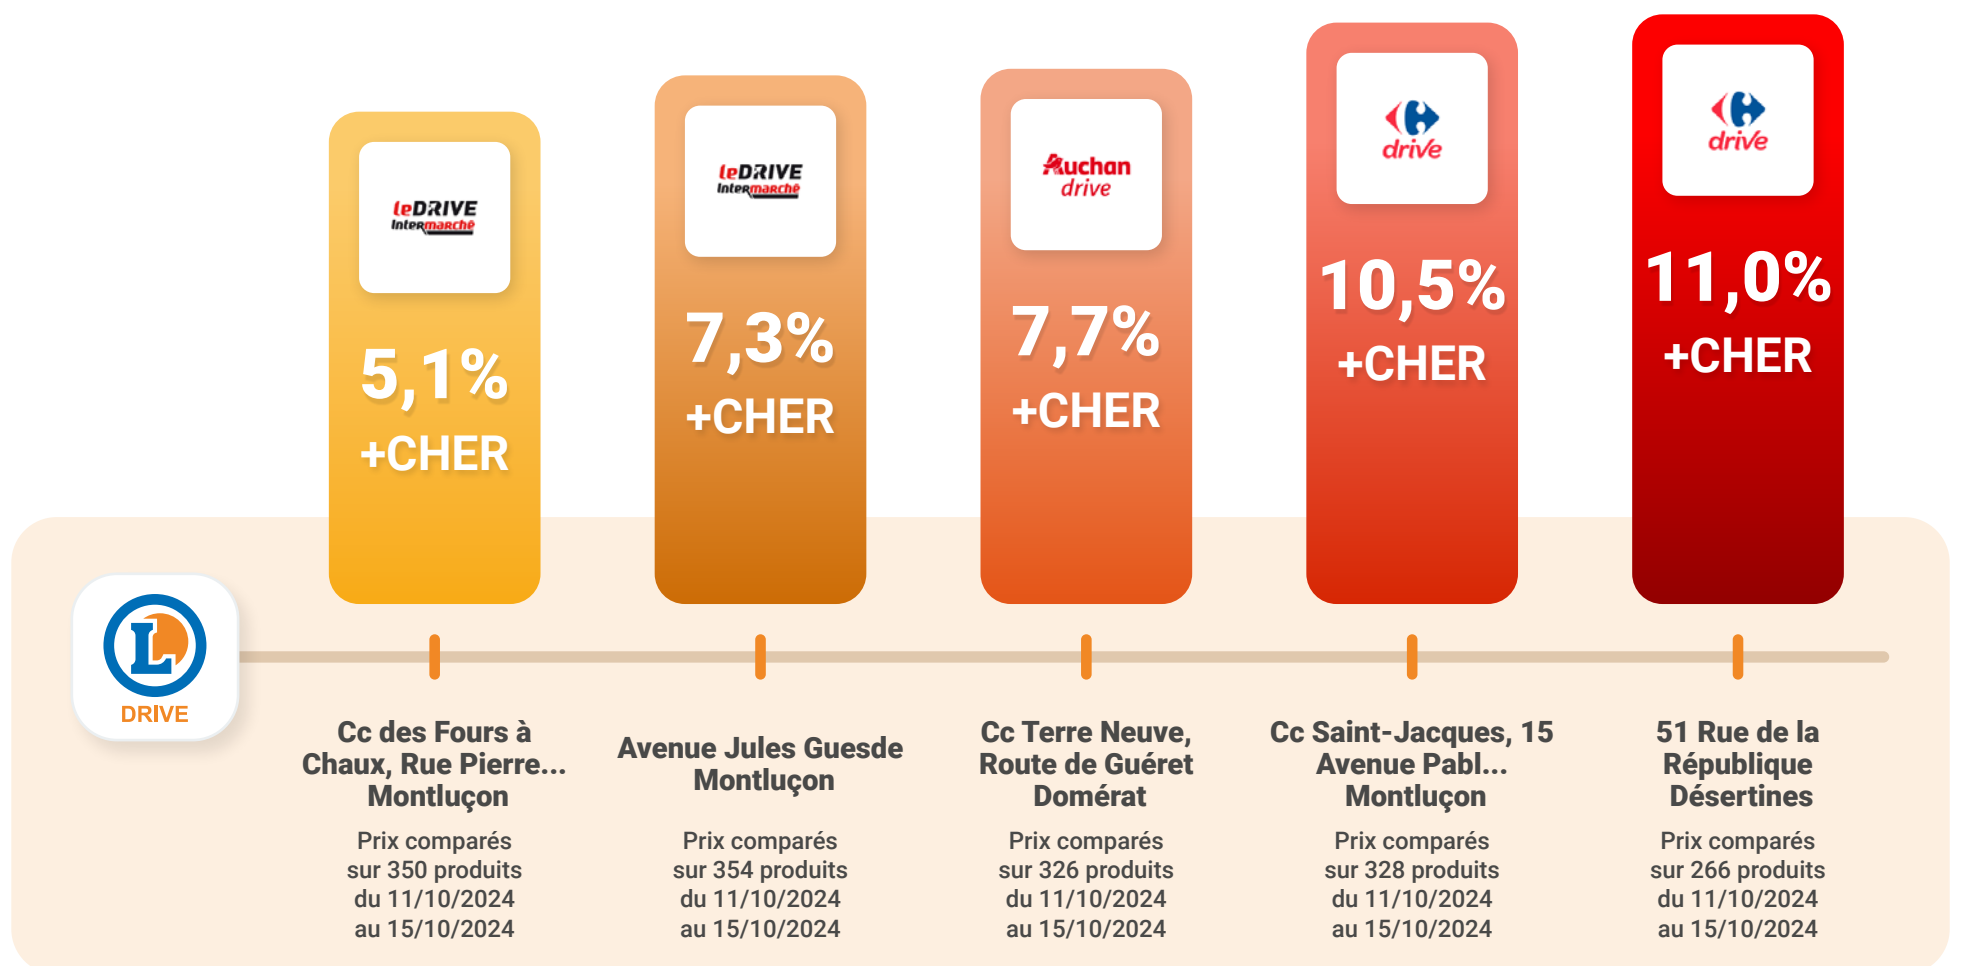 leDRIVE
Intermarché
5,1%
+CHER
leDRIVE
Intermarché
7,3%
+CHER
Auchan
drive
7,7%
+CHER
drive
10,5%
+CHER
drive
11,0%
+CHER
L
DRIVE
Cc des Fours à
Chaux, Rue Pierre...
Montluçon
Prix comparés
sur 350 produits
du 11/10/2024
au 15/10/2024
Avenue Jules Guesde
Montluçon
Prix comparés
sur 354 produits
du 11/10/2024
au 15/10/2024
Cc Terre Neuve,
Route de Guéret
Domérat
Prix comparés
sur 326 produits
du 11/10/2024
au 15/10/2024
Cc Saint-Jacques, 15
Avenue Pabl...
Montluçon
Prix comparés
sur 328 produits
du 11/10/2024
au 15/10/2024
51 Rue de la
République
Désertines
Prix comparés
sur 266 produits
du 11/10/2024
au 15/10/2024